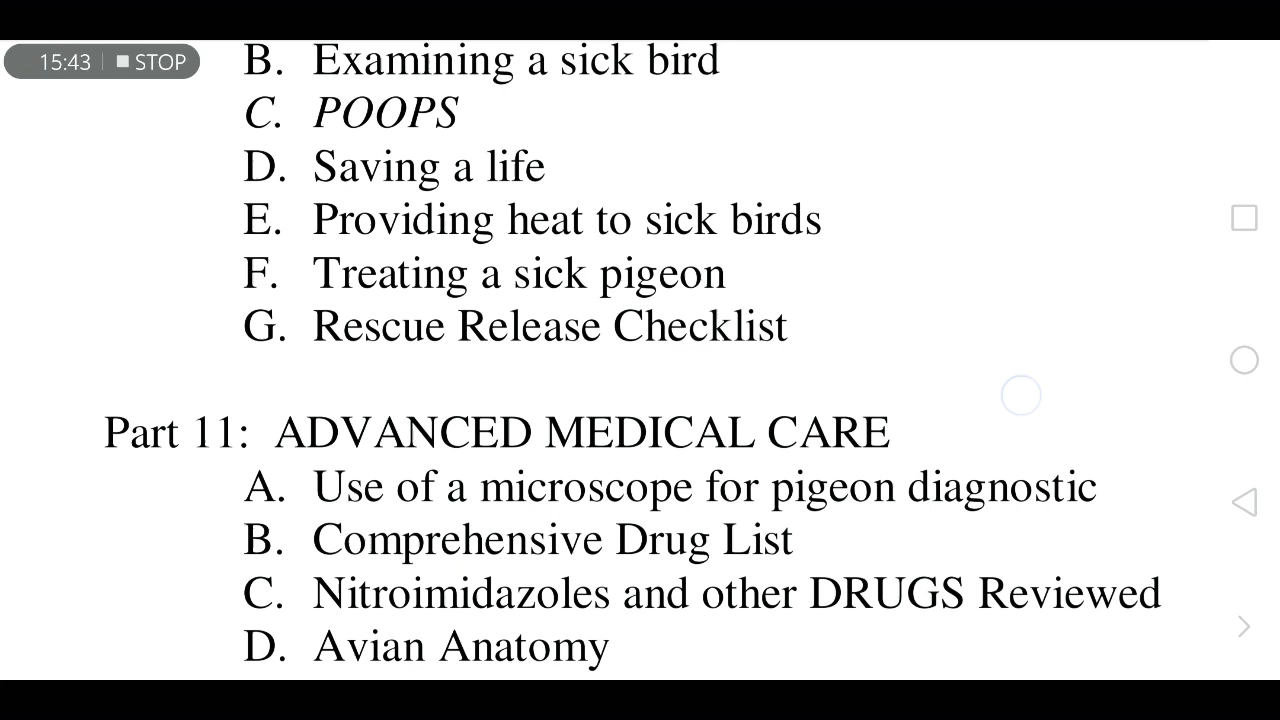 15:43 STOP
B. Examining a sick bird
C. POOPS
D. Saving a life
E. Providing heat to sick birds
F. Treating a sick pigeon
G. Rescue Release Checklist
Part 11: ADVANCED MEDICAL CARE
A. Use of a microscope for pigeon diagnostic
B. Comprehensive Drug List
C. Nitroimidazoles and other DRUGS Reviewed
D. Avian Anatomy